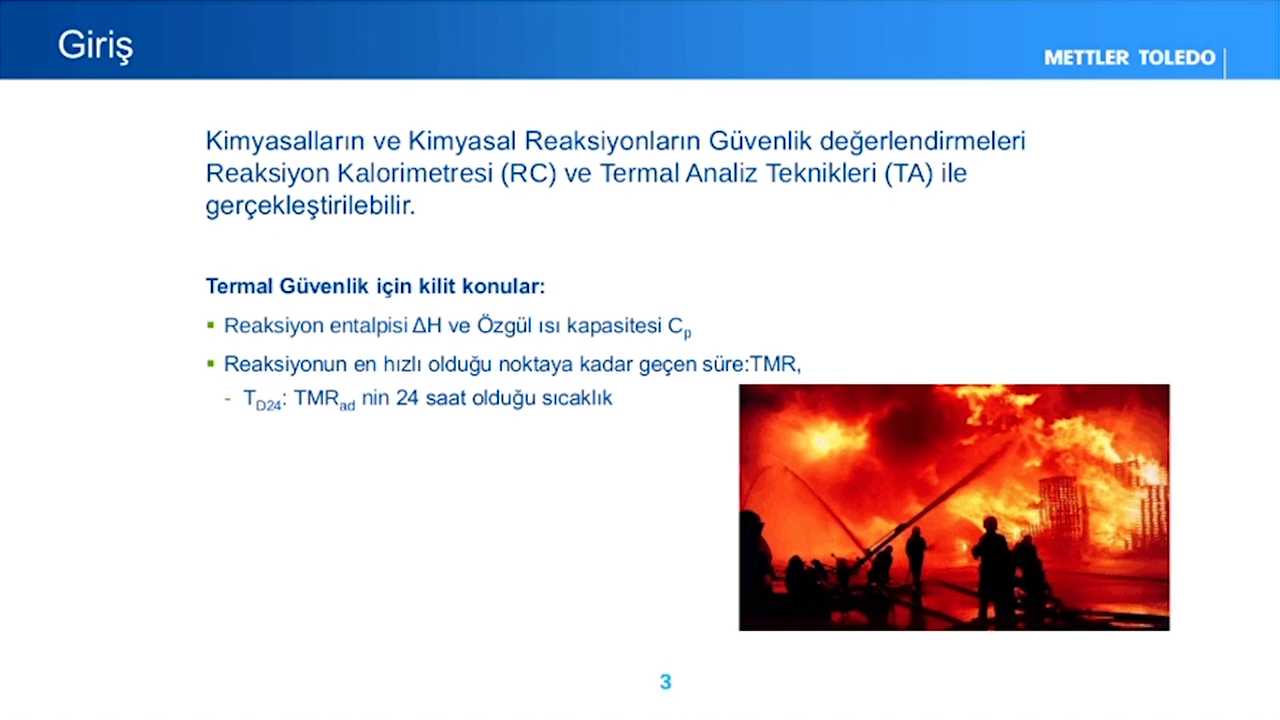 Giriş
METTLER TOLEDO
Kimyasalların ve Kimyasal Reaksiyonların Güvenlik değerlendirmeleri
Reaksiyon Kalorimetresi (RC) ve Termal Analiz Teknikleri (TA) ile
gerçekleştirilebilir.
Termal Güvenlik için kilit konular:
▪ Reaksiyon entalpisi ΔH ve Özgül ısı kapasitesi Cp
▪ Reaksiyonun en hızlı olduğu noktaya kadar geçen süre:TMR,
- TD24: TMRad nin 24 saat olduğu sıcaklık
3